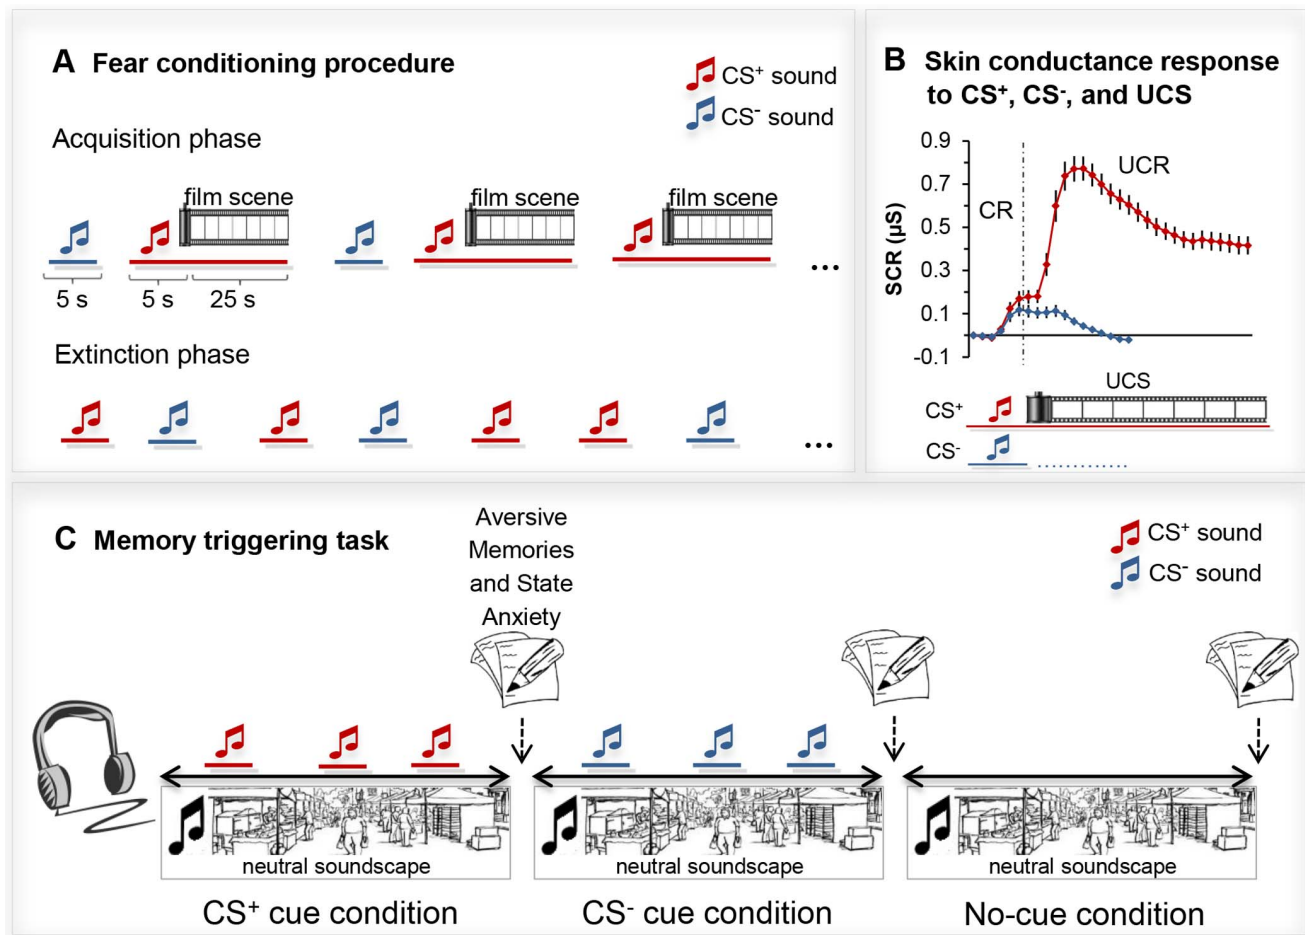 A Fear conditioning procedure
CS⁺ sound
CS⁻ sound
Acquisition phase
film scene
film scene
film scene
5 s
5 s
25 s
...
Extinction phase
...
B Skin conductance response
to CS⁺, CS⁻, and UCS
0.9
0.7
0.5
0.3
0.1
-0.1
SCR (µS)
CR
UCR
UCS
CS⁺
CS⁻
C Memory triggering task
Aversive
Memories
and State
Anxiety
CS⁺ sound
CS⁻ sound
neutral soundscape
neutral soundscape
neutral soundscape
CS⁺ cue condition
CS⁻ cue condition
No-cue condition